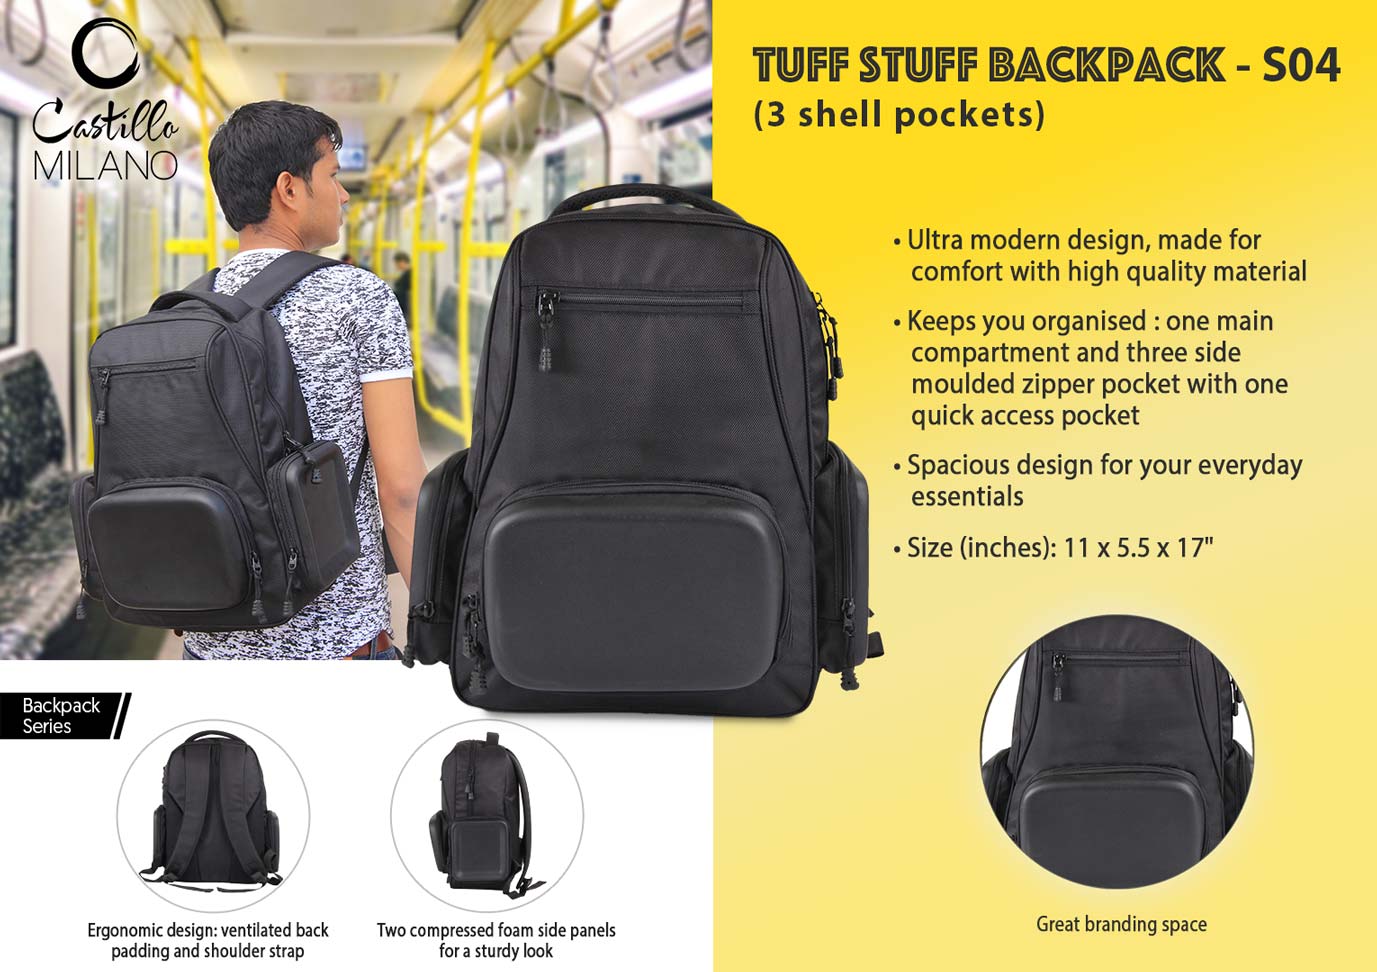 Castillo
MILANO
TUFF STUFF BACKPACK - S04
(3 shell pockets)
• Ultra modern design, made for
comfort with high quality material
• Keeps you organised : one main
compartment and three side
moulded zipper pocket with one
quick access pocket
• Spacious design for your everyday
essentials
• Size (inches): 11 x 5.5 x 17"
Backpack
Series
Ergonomic design: ventilated back
padding and shoulder strap
Two compressed foam side panels
for a sturdy look
Great branding space